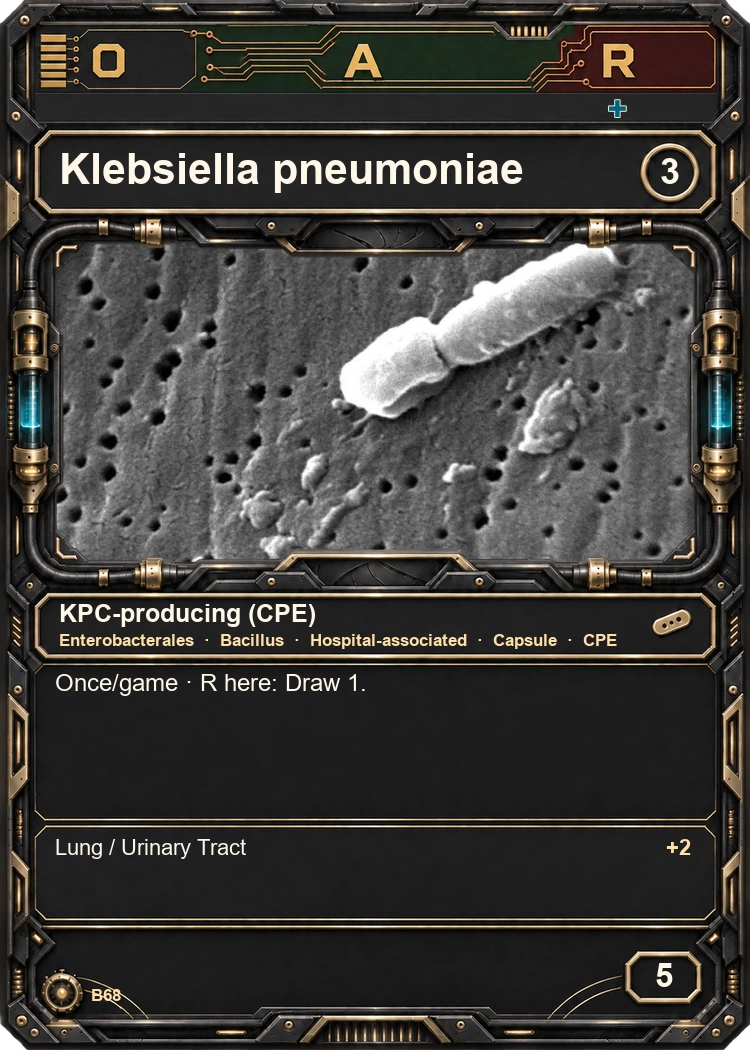 O A R
Klebsiella pneumoniae 3
KPC-producing (CPE)
Enterobacterales · Bacillus · Hospital-associated · Capsule · CPE
Once/game · R here: Draw 1.
Lung / Urinary Tract +2
B68 5